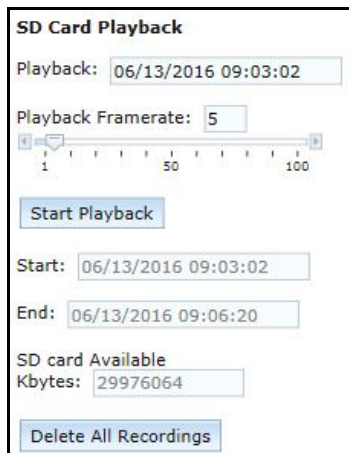 SD Card Playback
Playback: 06/13/2016 09:03:02
Playback Framerate: 5
1 50 100
Start Playback
Start: 06/13/2016 09:03:02
End: 06/13/2016 09:06:20
SD card Available
Kbytes: 29976064
Delete All Recordings